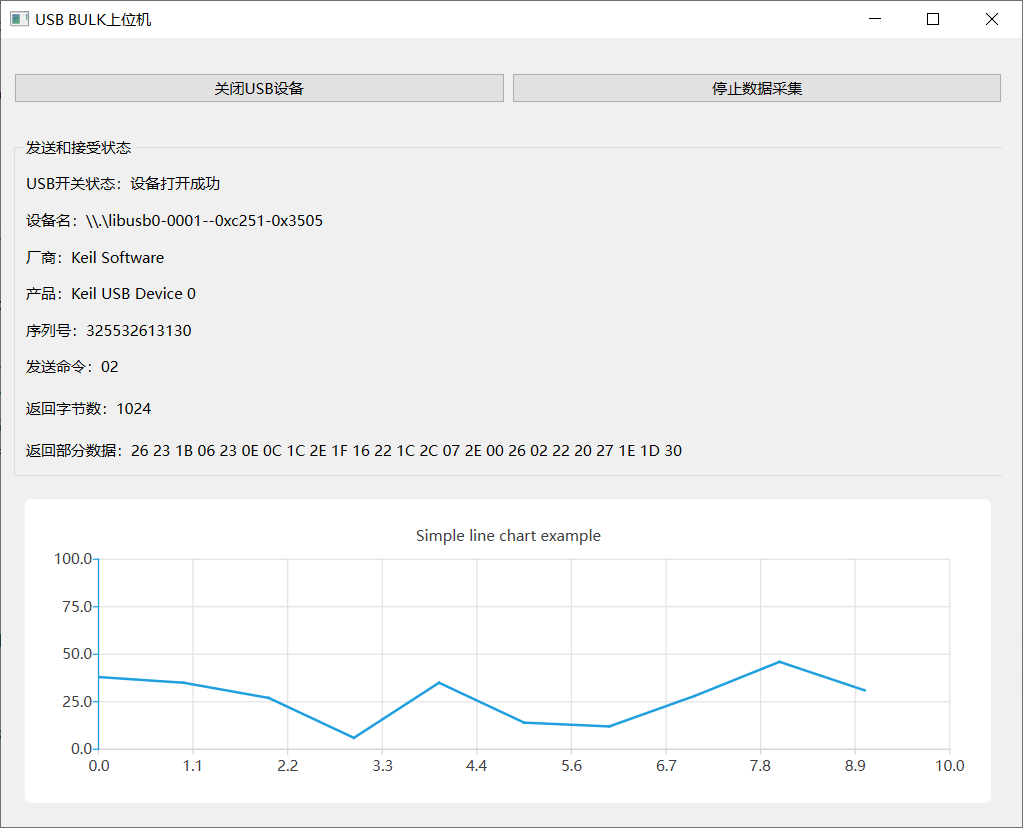 USB BULK上位机
关闭USB设备 停止数据采集
发送和接受状态
USB开关状态：设备打开成功
设备名：\\.\libusb0-0001--0xc251-0x3505
厂商：Keil Software
产品：Keil USB Device 0
序列号：325532613130
发送命令：02
返回字节数：1024
返回部分数据：26 23 1B 06 23 0E 0C 1C 2E 1F 16 22 1C 2C 07 2E 00 26 02 22 20 27 1E 1D 30
Simple line chart example
100.0
75.0
50.0
25.0
0.0
0.0 1.1 2.2 3.3 4.4 5.6 6.7 7.8 8.9 10.0